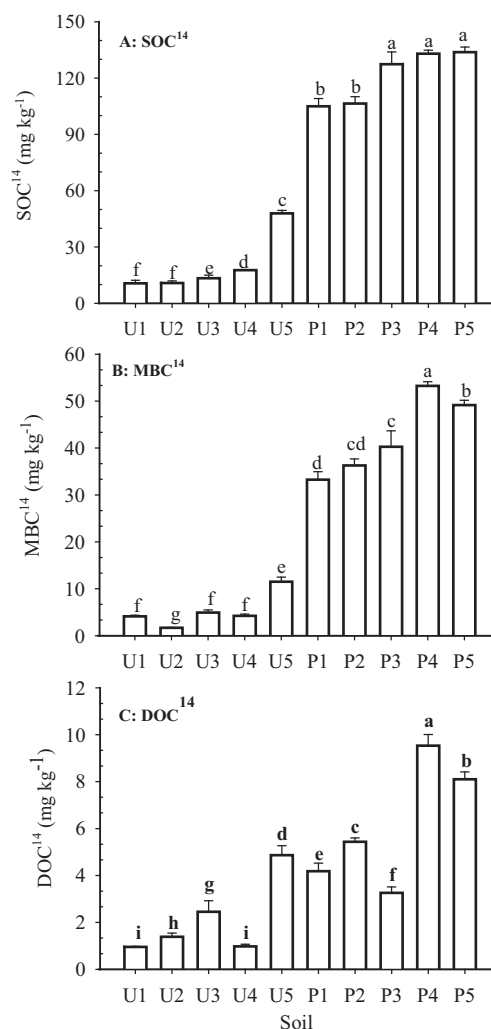 A: SOC¹⁴
SOC¹⁴ (mg kg⁻¹)
150
120
90
60
30
0
f f e d c b b a a a
U1 U2 U3 U4 U5 P1 P2 P3 P4 P5
B: MBC¹⁴
MBC¹⁴ (mg kg⁻¹)
60
50
40
30
20
10
0
f g f f e d cd c a b
U1 U2 U3 U4 U5 P1 P2 P3 P4 P5
C: DOC¹⁴
DOC¹⁴ (mg kg⁻¹)
12
10
8
6
4
2
0
i h g i d e c f a b
U1 U2 U3 U4 U5 P1 P2 P3 P4 P5
Soil